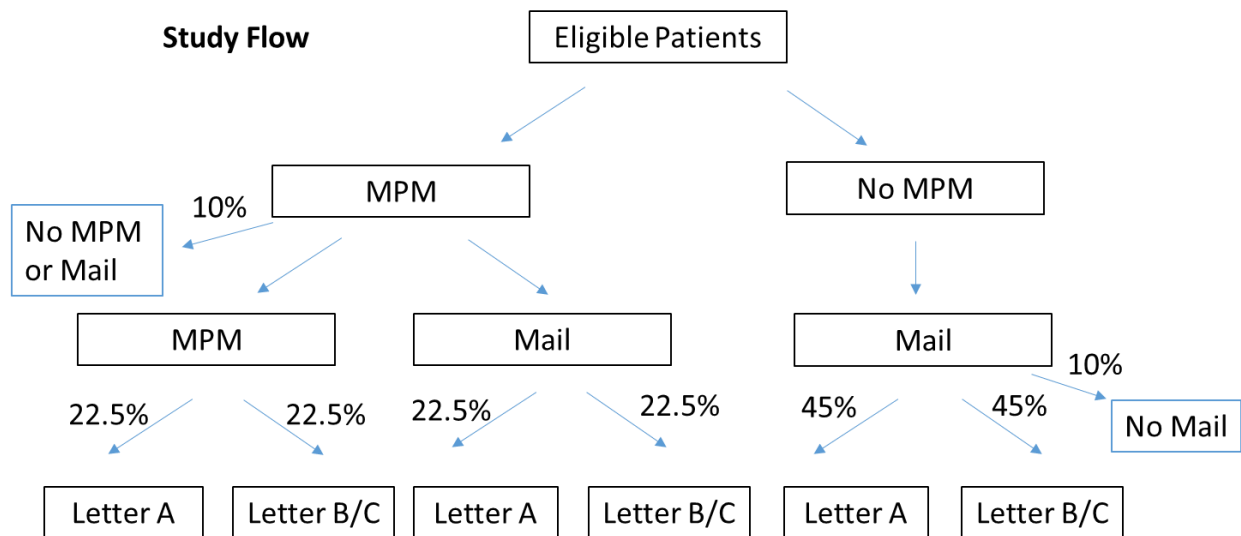 Study Flow
Eligible Patients
MPM
No MPM
10%
No MPM
or Mail
MPM
Mail
Mail
10%
22.5%
22.5%
22.5%
22.5%
45%
45%
No Mail
Letter A
Letter B/C
Letter A
Letter B/C
Letter A
Letter B/C